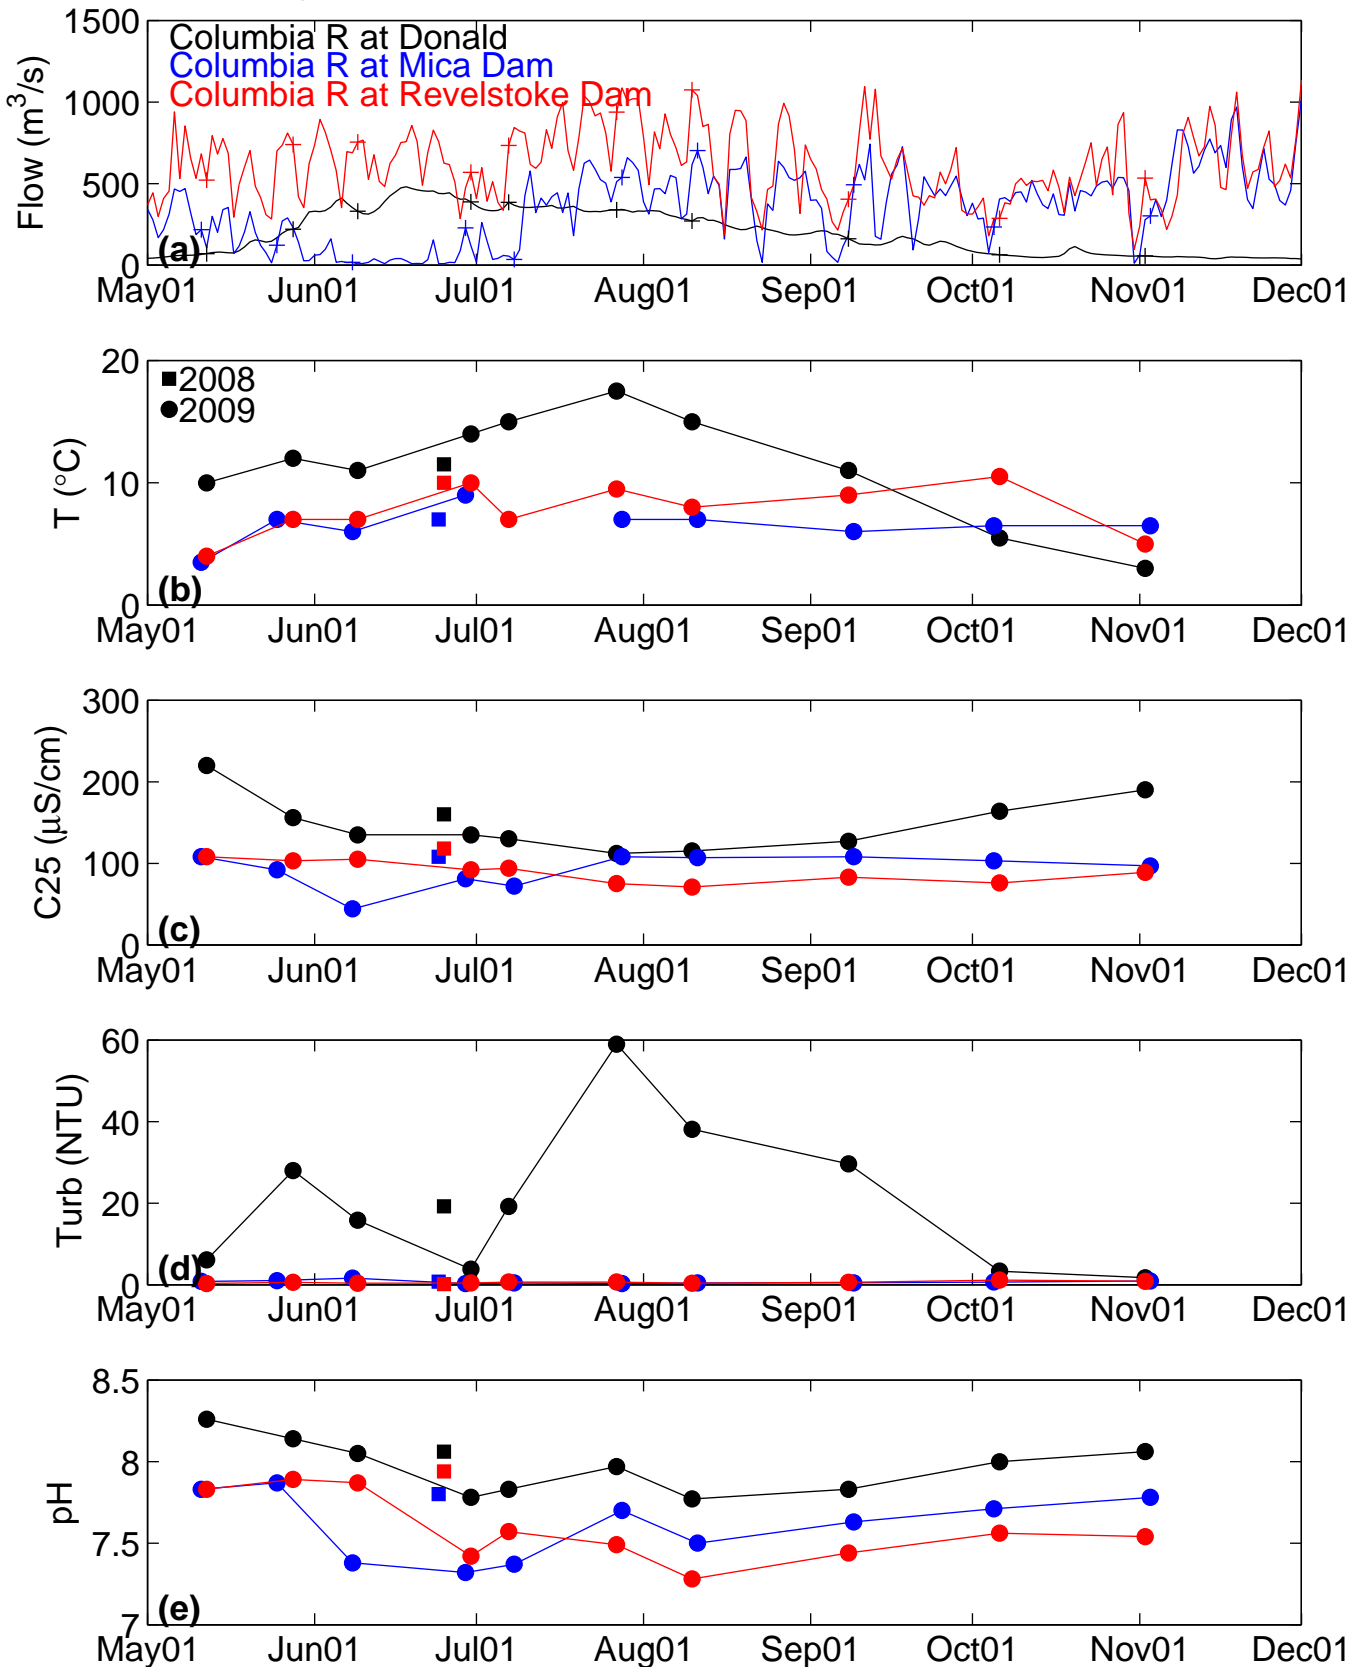 1500
Columbia R at Donald
Columbia R at Mica Dam
Columbia R at Revelstoke Dam
1000
500
0
Flow (m³/s)
(a)
May01 Jun01 Jul01 Aug01 Sep01 Oct01 Nov01 Dec01
20
2008
2009
10
0
T (°C)
(b)
May01 Jun01 Jul01 Aug01 Sep01 Oct01 Nov01 Dec01
300
200
100
0
C25 (μS/cm)
(c)
May01 Jun01 Jul01 Aug01 Sep01 Oct01 Nov01 Dec01
60
40
20
0
Turb (NTU)
(d)
May01 Jun01 Jul01 Aug01 Sep01 Oct01 Nov01 Dec01
8.5
8
7.5
7
pH
(e)
May01 Jun01 Jul01 Aug01 Sep01 Oct01 Nov01 Dec01